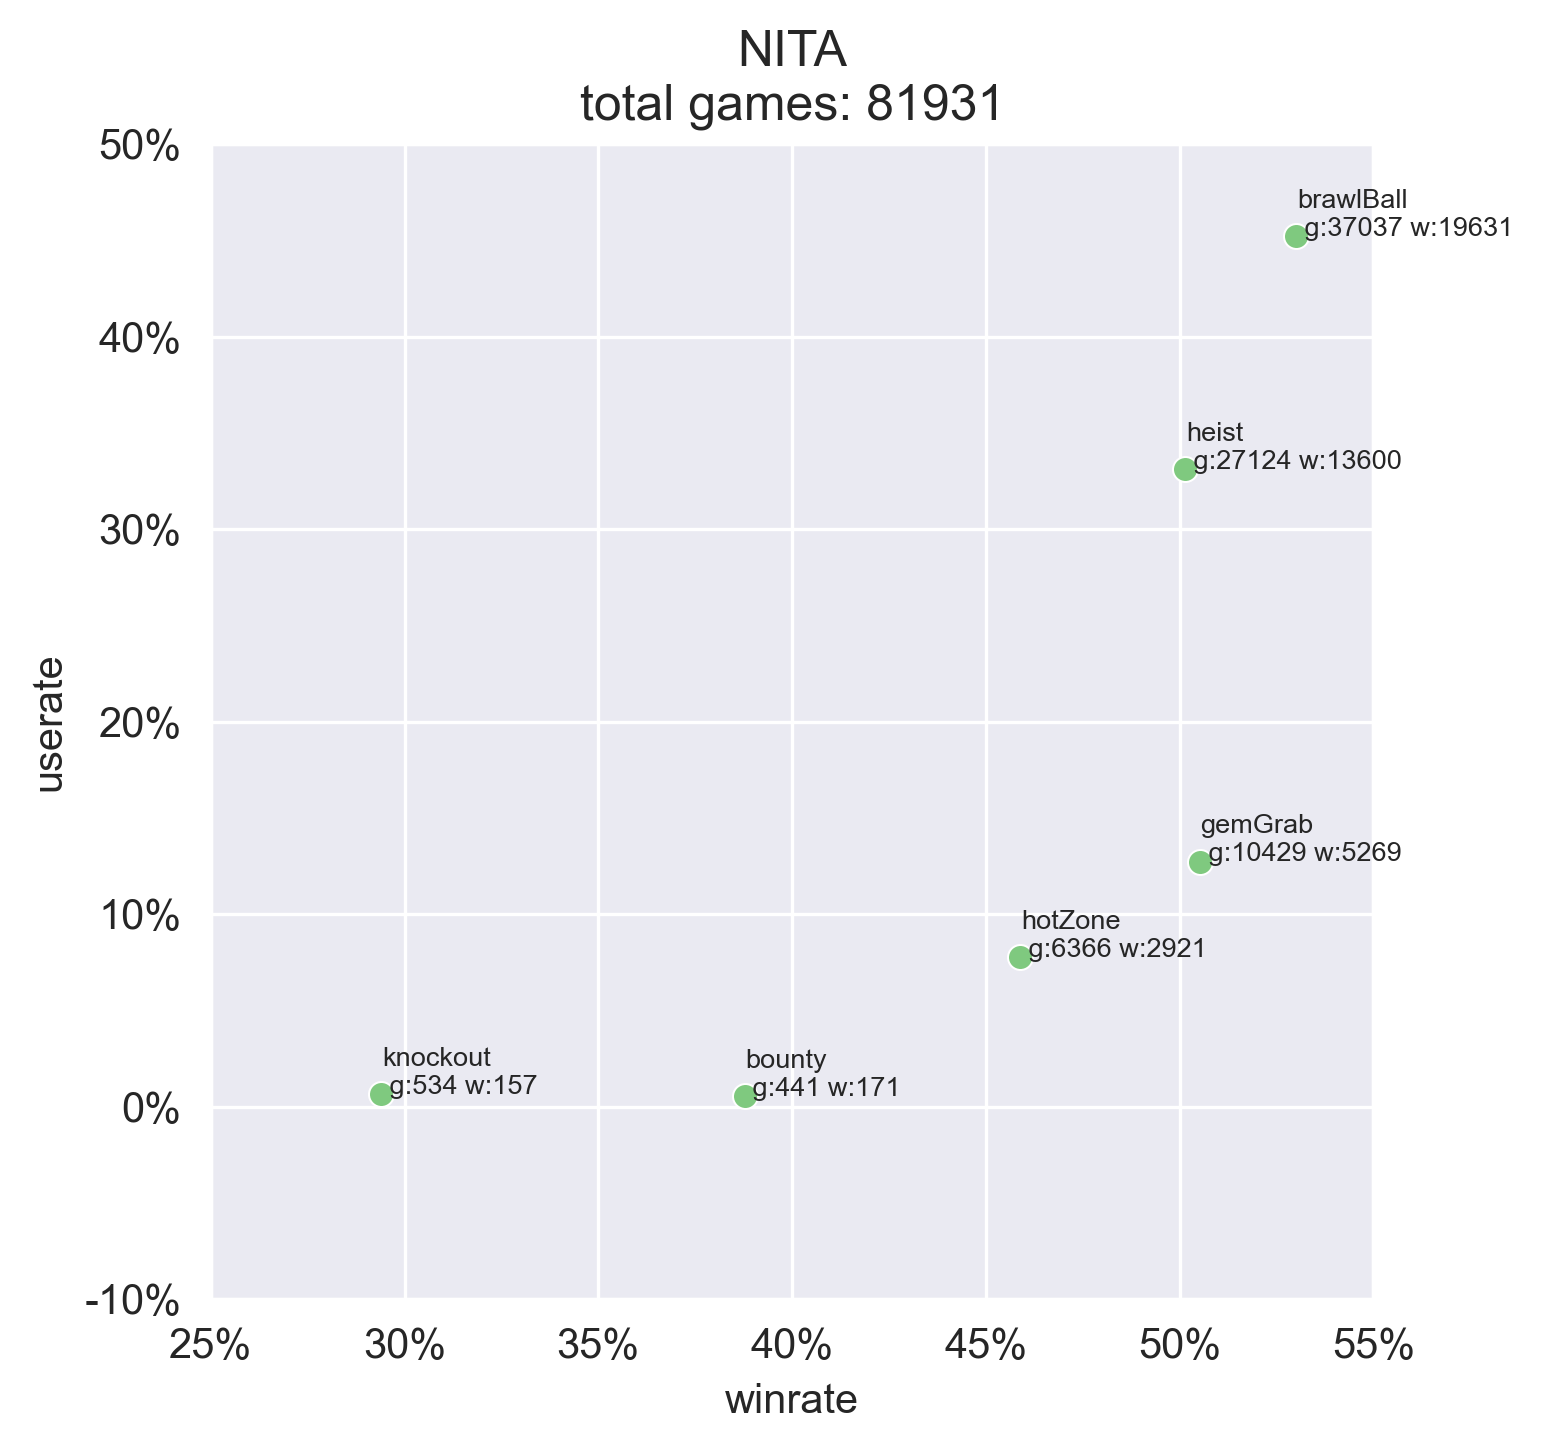 NITA
total games: 81931
50%
brawlBall
g:37037 w:19631
40%
heist
g:27124 w:13600
30%
userate
20%
gemGrab
g:10429 w:5269
10%
hotZone
g:6366 w:2921
knockout
g:534 w:157
bounty
g:441 w:171
0%
-10%
25% 30% 35% 40% 45% 50% 55%
winrate